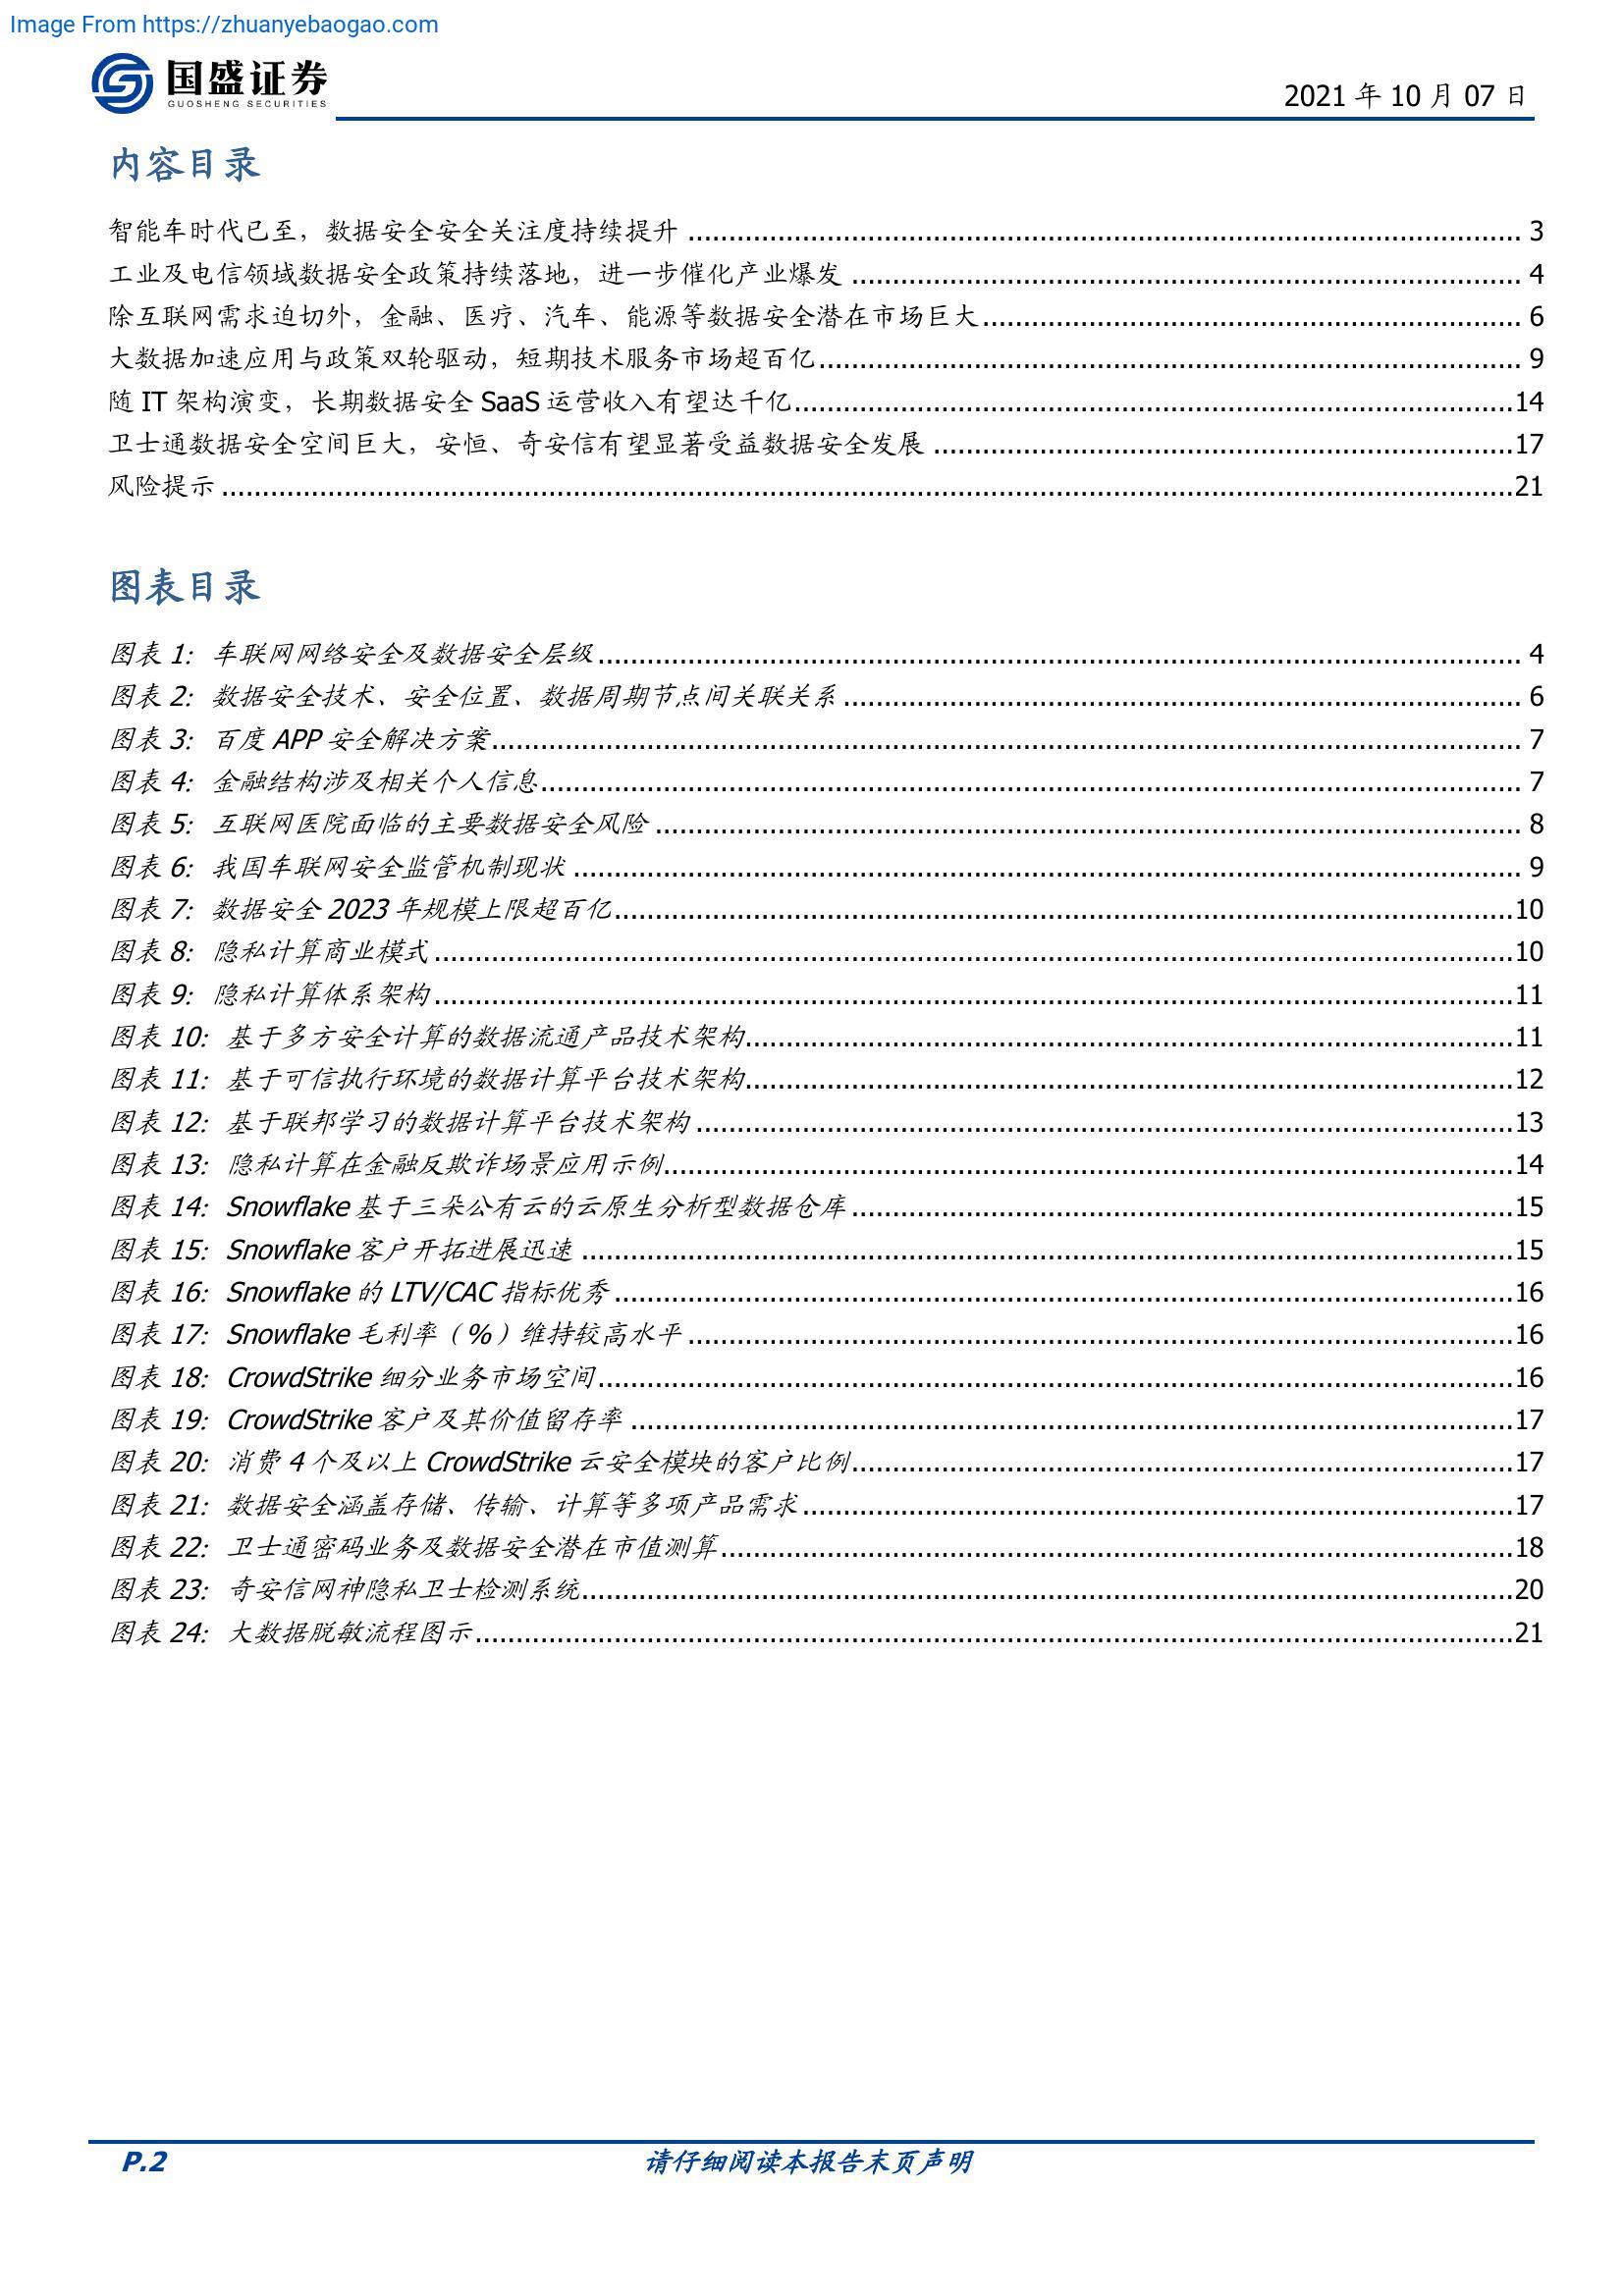 Image From https://zhuanyebaogao.com
国盛证券
GUOSHENG SECURITIES
2021 年 10 月 07 日
内容目录
智能车时代已至，数据安全安全关注度持续提升 3
工业及电信领域数据安全政策持续落地，进一步催化产业爆发 4
除互联网需求迫切外，金融、医疗、汽车、能源等数据安全潜在市场巨大 6
大数据加速应用与政策双轮驱动，短期技术服务市场超百亿 9
随 IT 架构演变，长期数据安全 SaaS 运营收入有望达千亿 14
卫士通数据安全空间巨大，安恒、奇安信有望显著受益数据安全发展 17
风险提示 21
图表目录
图表 1：车联网网络安全及数据安全层级 4
图表 2：数据安全技术、安全位置、数据周期节点间关联关系 6
图表 3：百度 APP 安全解决方案 7
图表 4：金融结构涉及相关个人信息 7
图表 5：互联网医院面临的主要数据安全风险 8
图表 6：我国车联网安全监管机制现状 9
图表 7：数据安全 2023 年规模上限超百亿 10
图表 8：隐私计算商业模式 10
图表 9：隐私计算体系架构 11
图表 10：基于多方安全计算的数据流通产品技术架构 11
图表 11：基于可信执行环境的数据计算平台技术架构 12
图表 12：基于联邦学习的数据计算平台技术架构 13
图表 13：隐私计算在金融反欺诈场景应用示例 14
图表 14：Snowflake 基于三朵公有云的云原生分析型数据仓库 15
图表 15：Snowflake 客户开拓进展迅速 15
图表 16：Snowflake 的 LTV/CAC 指标优秀 16
图表 17：Snowflake 毛利率（%）维持较高水平 16
图表 18：CrowdStrike 细分业务市场空间 16
图表 19：CrowdStrike 客户及其价值留存率 17
图表 20：消费 4 个及以上 CrowdStrike 云安全模块的客户比例 17
图表 21：数据安全涵盖存储、传输、计算等多项产品需求 17
图表 22：卫士通密码业务及数据安全潜在市值测算 18
图表 23：奇安信网神隐私卫士检测系统 20
图表 24：大数据脱敏流程图示 21
P.2 请仔细阅读本报告末页声明